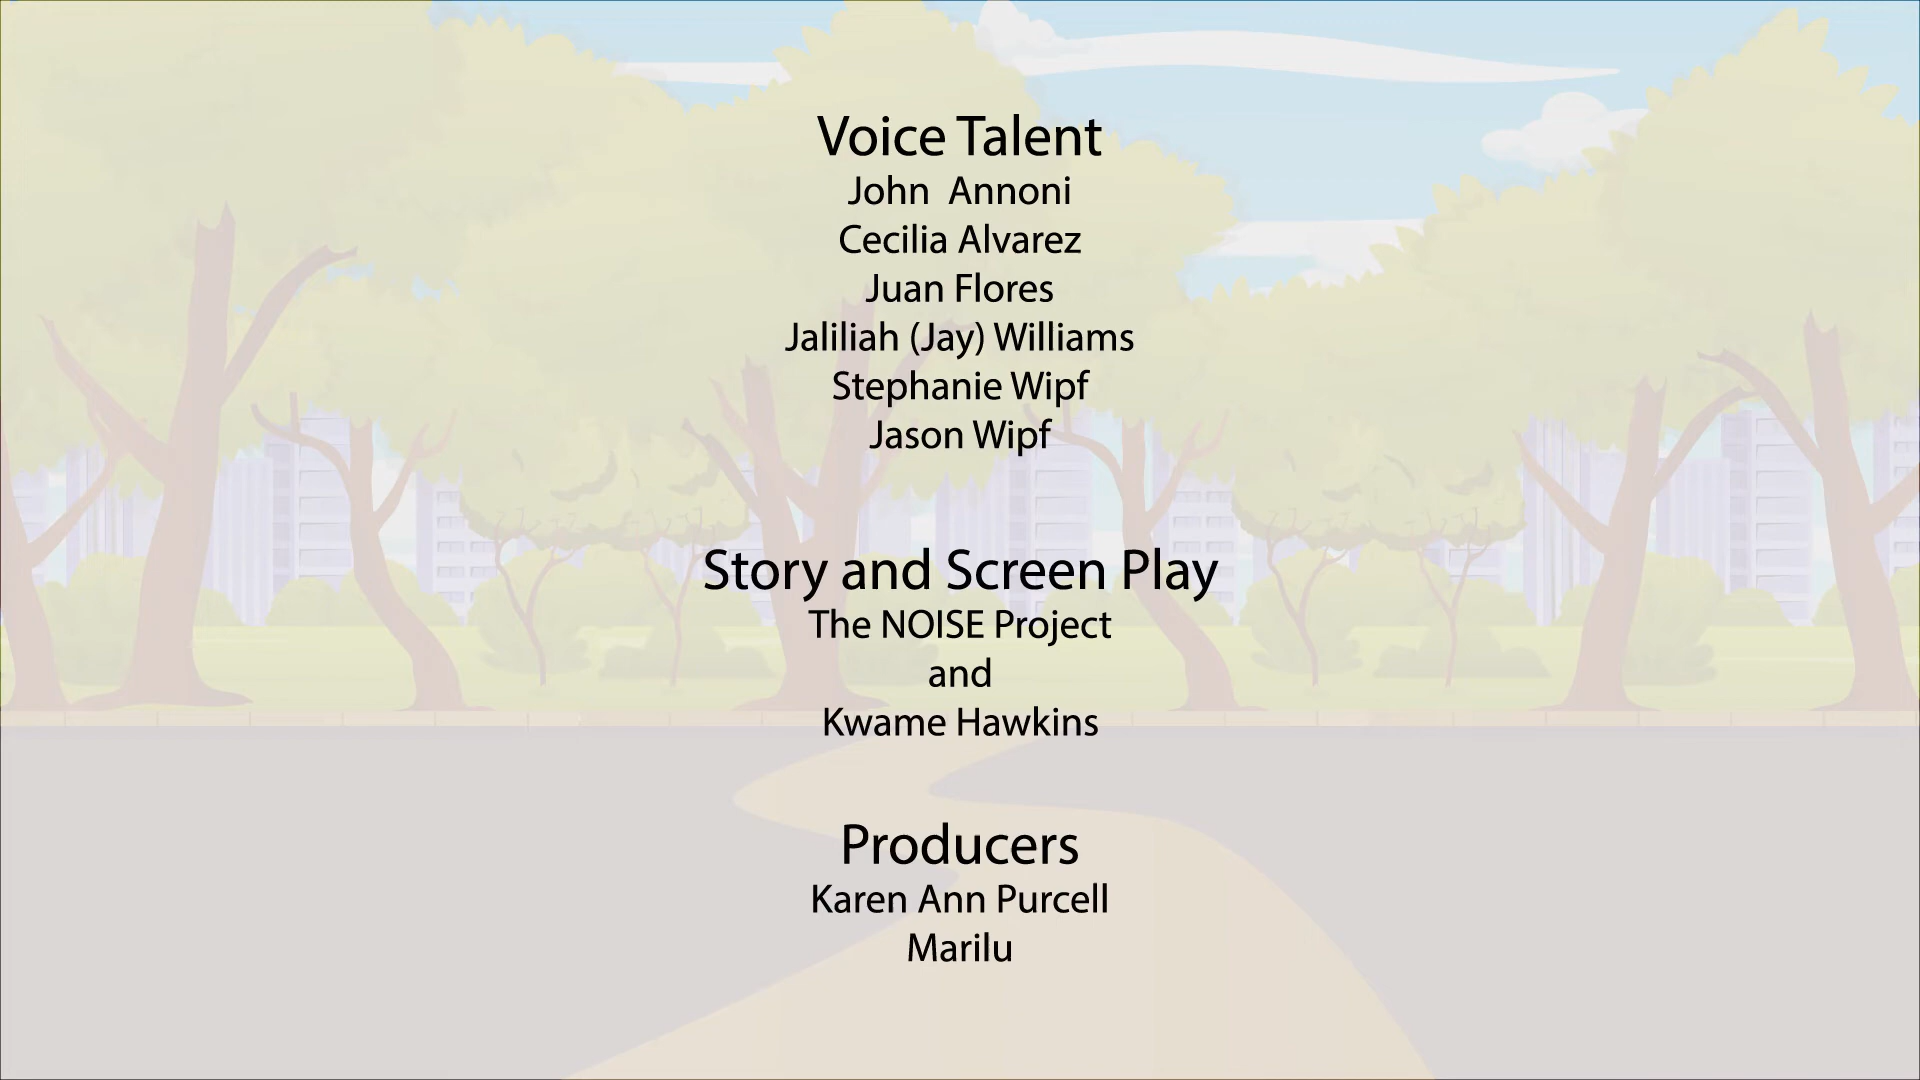 Voice Talent
John  Annoni
Cecilia Alvarez
Juan Flores
Jaliliah (Jay) Williams
Stephanie Wipf
Jason Wipf
Story and Screen Play
The NOISE Project
and
Kwame Hawkins
Producers
Karen Ann Purcell
Marilu